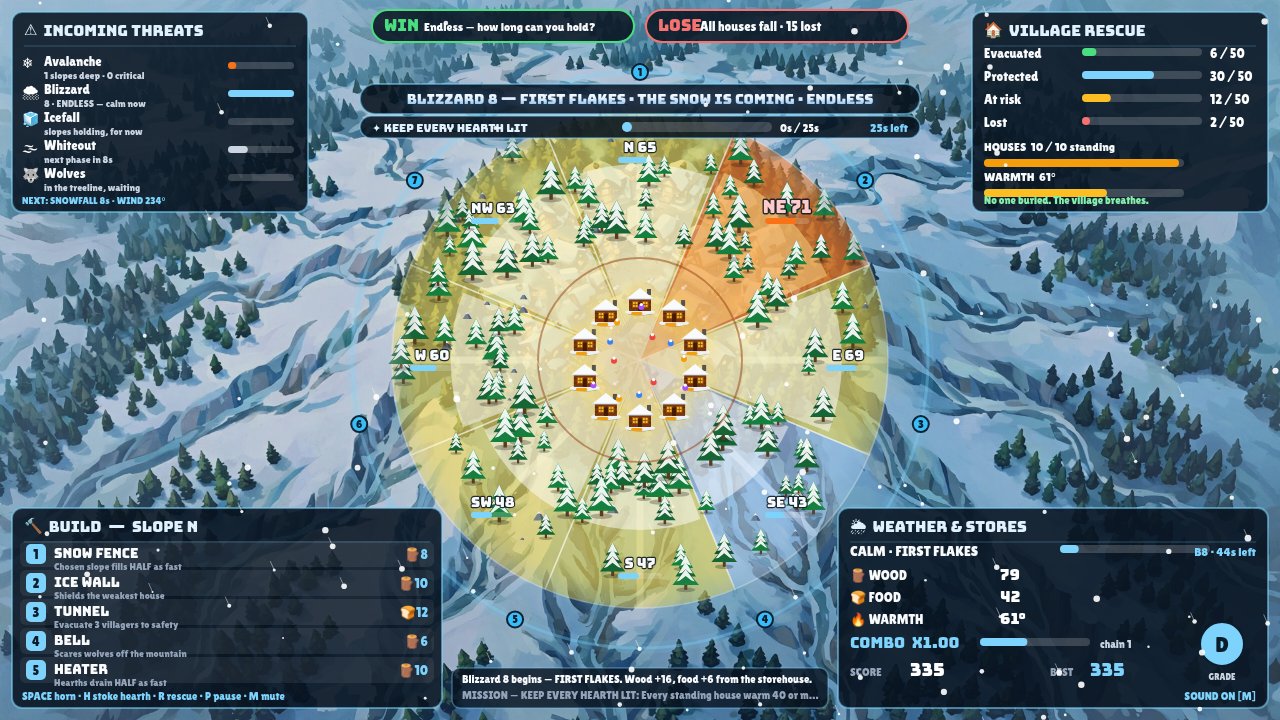 ⚠ INCOMING THREATS
Avalanche
1 slopes deep · 0 critical
Blizzard
8 · ENDLESS — calm now
Icefall
slopes holding, for now
Whiteout
next phase in 8s
Wolves
in the treeline, waiting
NEXT: SNOWFALL 8s · WIND 234°
WIN Endless — how long can you hold?
LOSE All houses fall · 15 lost
1
BLIZZARD 8 — FIRST FLAKES · THE SNOW IS COMING · ENDLESS
✦ KEEP EVERY HEARTH LIT 0s / 25s 25s left
VILLAGE RESCUE
Evacuated 6 / 50
Protected 30 / 50
At risk 12 / 50
Lost 2 / 50
HOUSES 10 / 10 standing
WARMTH 61°
No one buried. The village breathes.
N 65
7
2
NW 63
NE 71
W 60
E 69
6
3
SW 48
SE 43
S 47
5
4
BUILD — SLOPE N
1 SNOW FENCE 8
Chosen slope fills HALF as fast
2 ICE WALL 10
Shields the weakest house
3 TUNNEL 12
Evacuate 3 villagers to safety
4 BELL 6
Scares wolves off the mountain
5 HEATER 10
Hearths drain HALF as fast
SPACE horn · H stoke hearth · R rescue · P pause · M mute
Blizzard 8 begins — FIRST FLAKES. Wood +16, food +6 from the storehouse.
MISSION — KEEP EVERY HEARTH LIT: Every standing house warm 40 or m...
WEATHER & STORES
CALM · FIRST FLAKES B8 · 44s left
WOOD 79
FOOD 42
WARMTH 61°
COMBO X1.00 chain 1
SCORE 335 BEST 335
D
GRADE
SOUND ON [M]